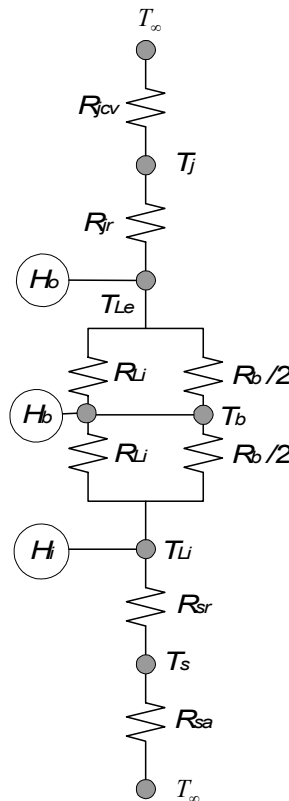 T∞
Rjcv
Tj
Rjr
Ho
TLe
RLi Rb/2
Hb Tb
RLi Rb/2
Hi
TLi
Rsr
Ts
Rsa
T∞